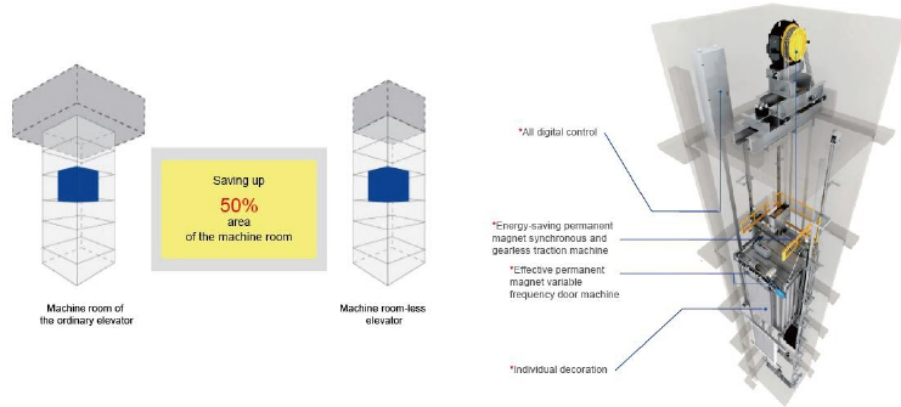 Saving up
50%
area
of the machine room
Machine room of
the ordinary elevator
Machine room-less
elevator
*All digital control
*Energy-saving permanent
magnet synchronous and
gearless traction machine
*Effective permanent
magnet variable
frequency door machine
*Individual decoration